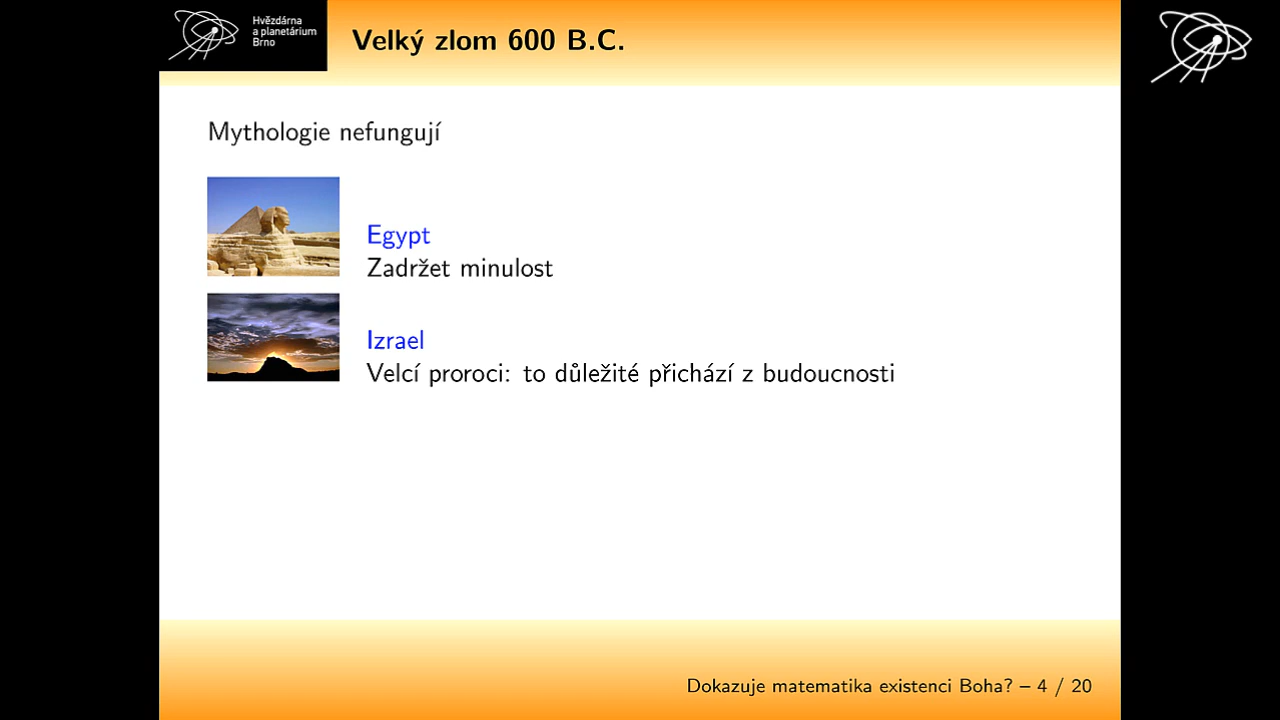 Hvězdárna
a planetárium
Brno
Velký zlom 600 B.C.
Mythologie nefungují
Egypt
Zadržet minulost
Izrael
Velcí proroci: to důležité přichází z budoucnosti
Dokazuje matematika existenci Boha? – 4 / 20